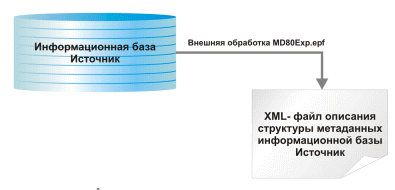 Информационная база
Источник
Внешняя обработка MD80Exp.epf
XML- файл описания
структуры метаданных
информационной базы
Источник